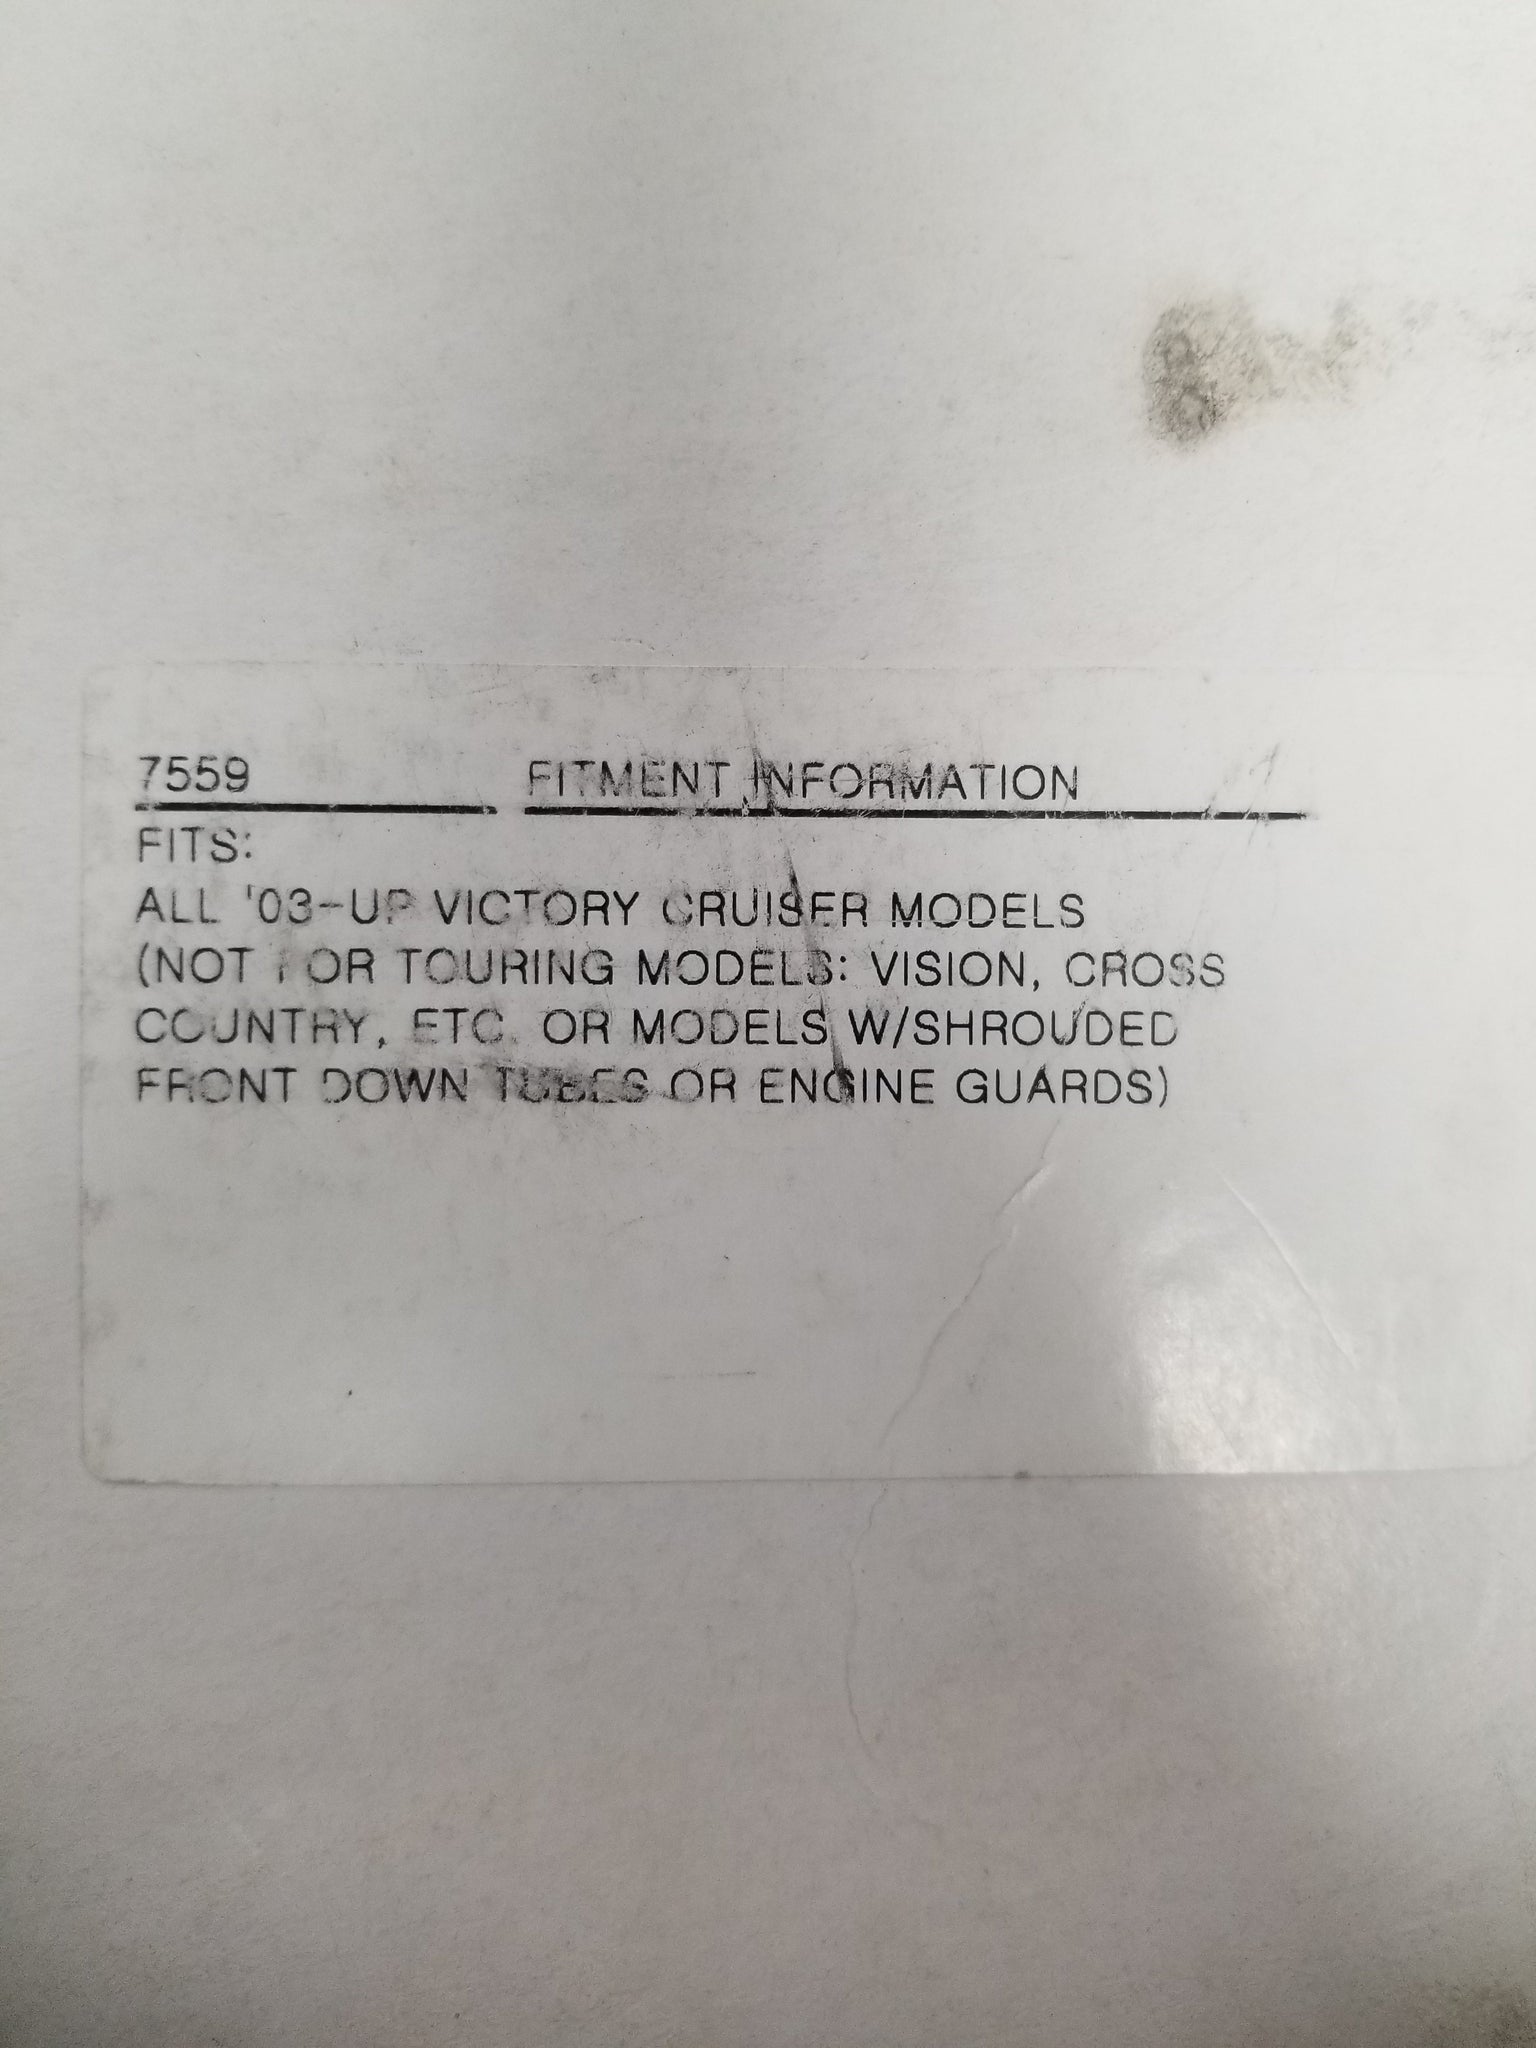 7559 FITMENT INFORMATION
FITS:
ALL '03-UP VICTORY CRUISER MODELS
(NOT FOR TOURING MODELS: VISION, CROSS
COUNTRY, ETC. OR MODELS W/SHROUDED
FRONT DOWN TUBES OR ENGINE GUARDS)